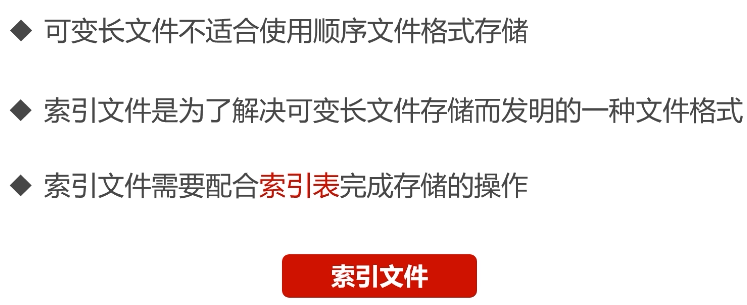 ◆ 可变长文件不适合使用顺序文件格式存储
◆ 索引文件是为了解决可变长文件存储而发明的一种文件格式
◆ 索引文件需要配合索引表完成存储的操作
索引文件